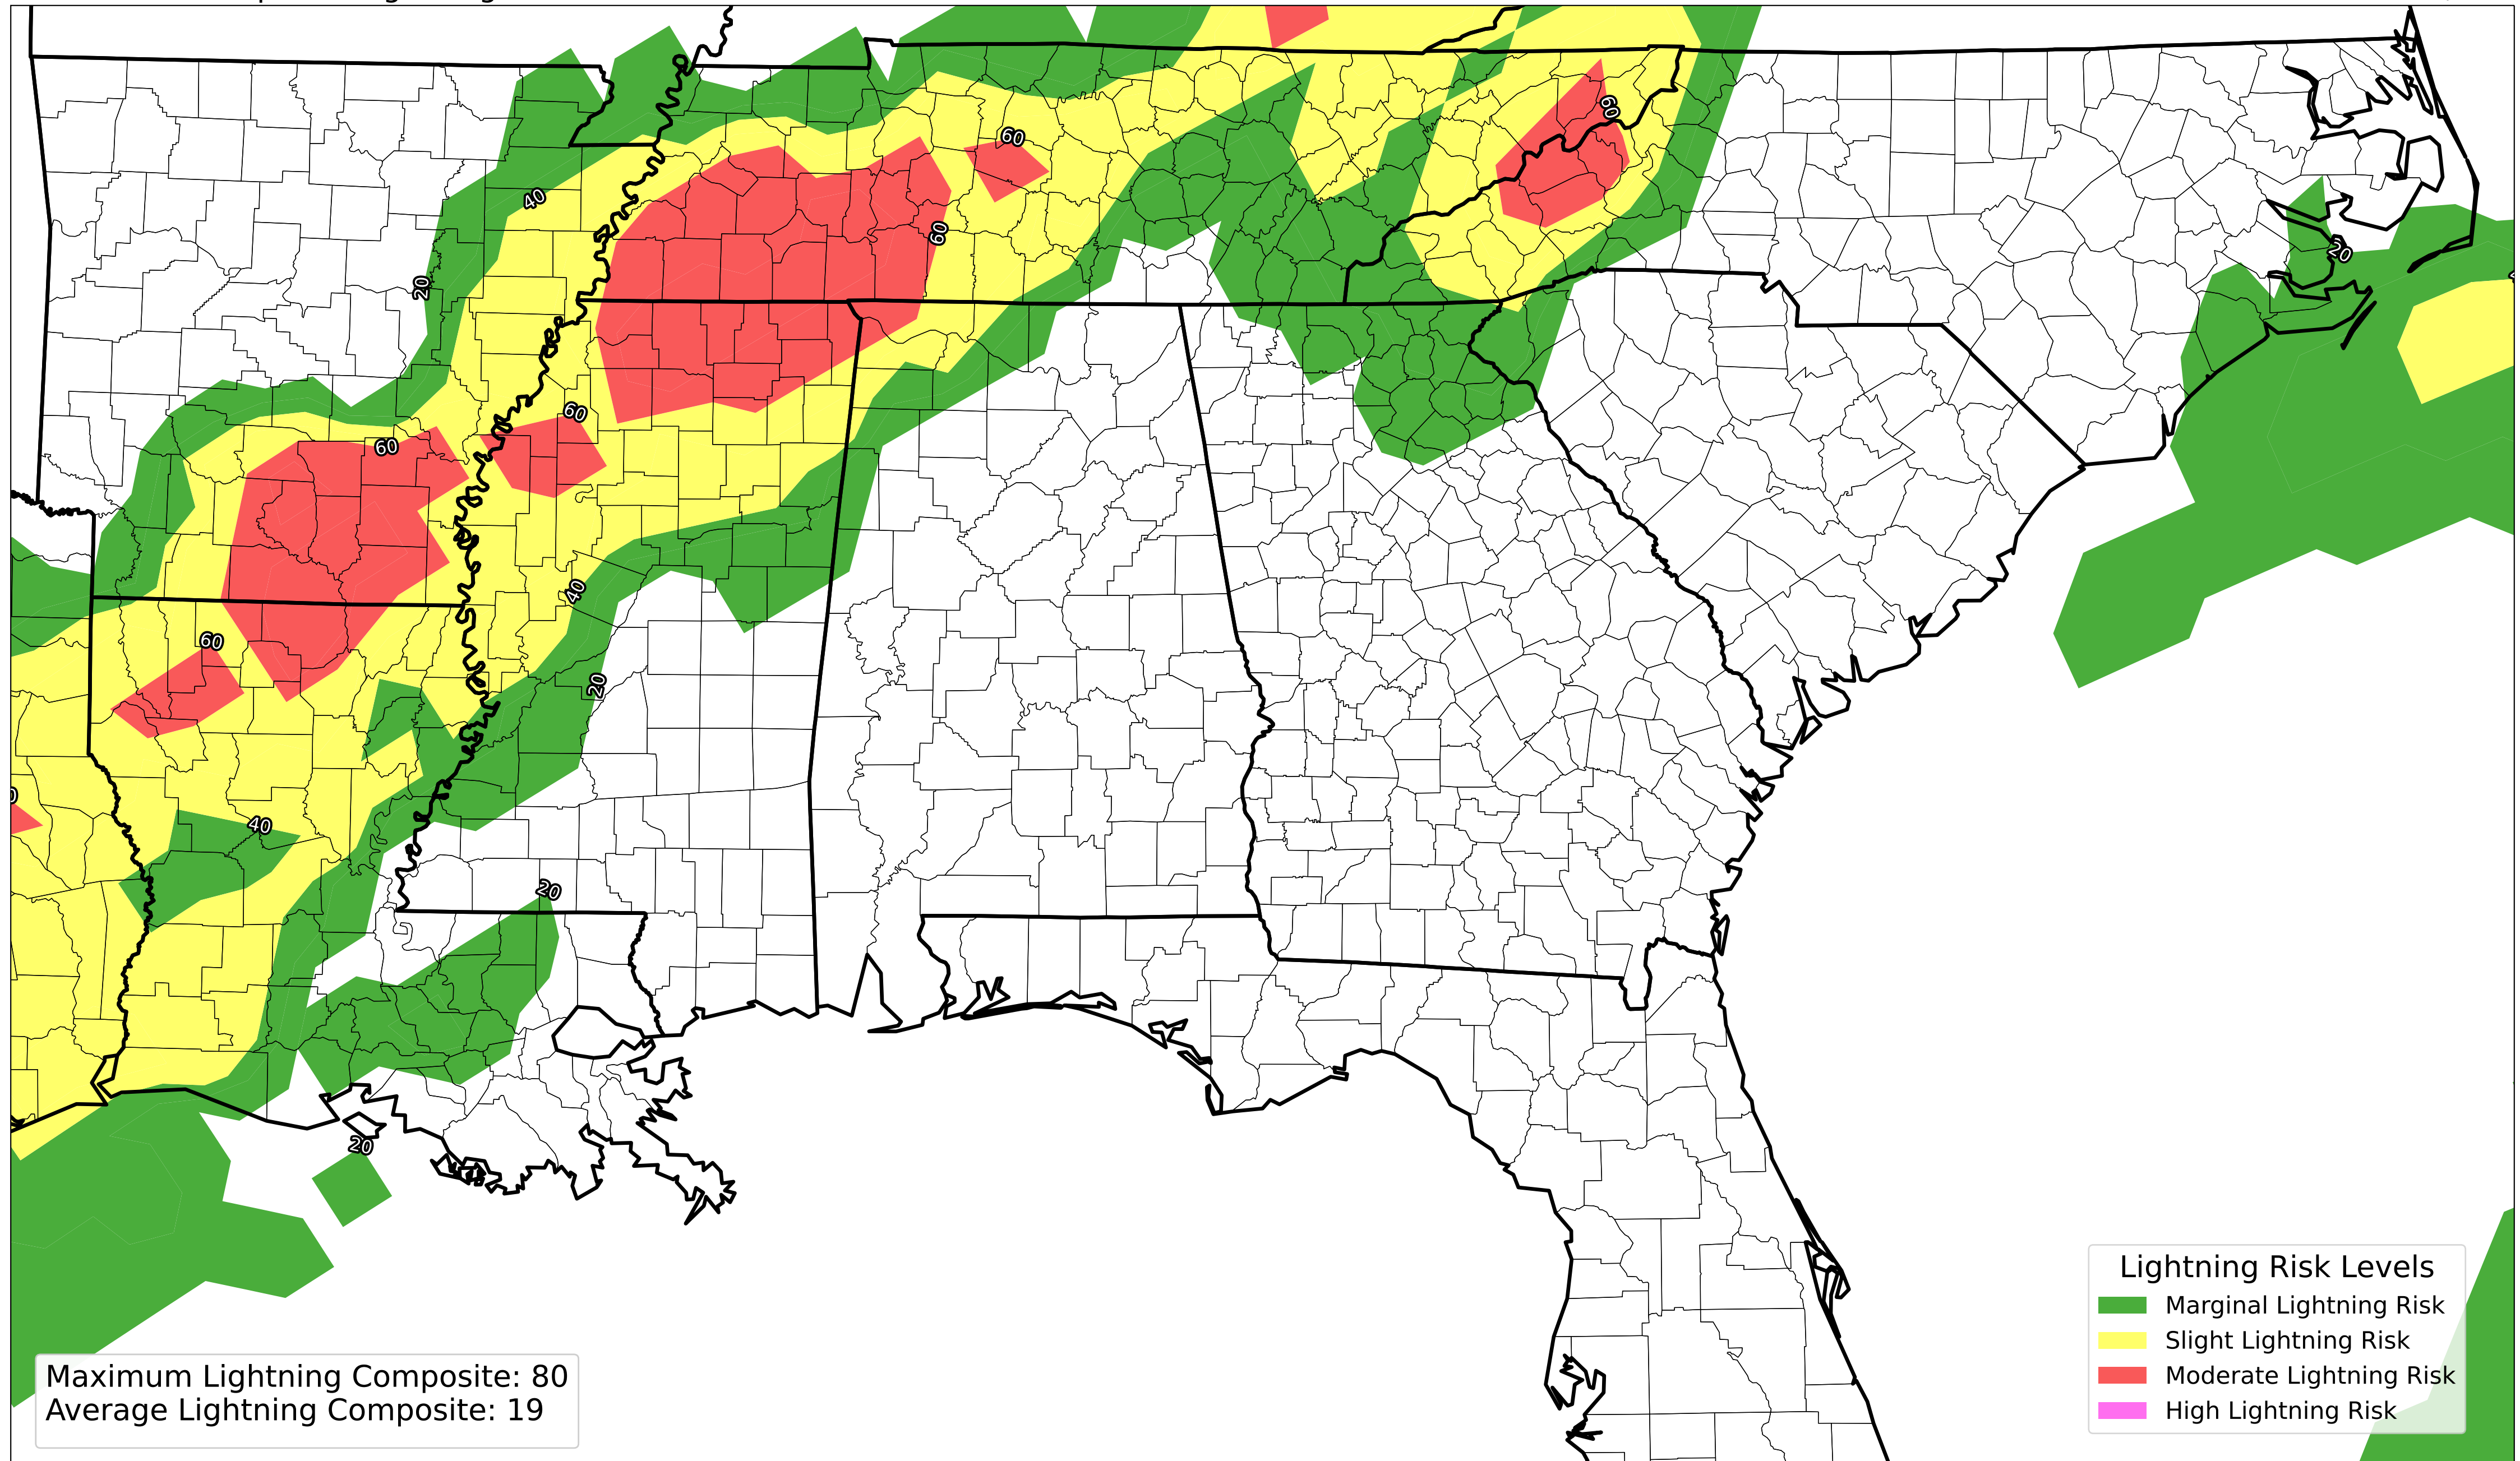 60
60
40
60
20
20
60
60
40
60
20
40
20
20
Lightning Risk Levels
Marginal Lightning Risk
Slight Lightning Risk
Moderate Lightning Risk
High Lightning Risk
Maximum Lightning Composite: 80
Average Lightning Composite: 19